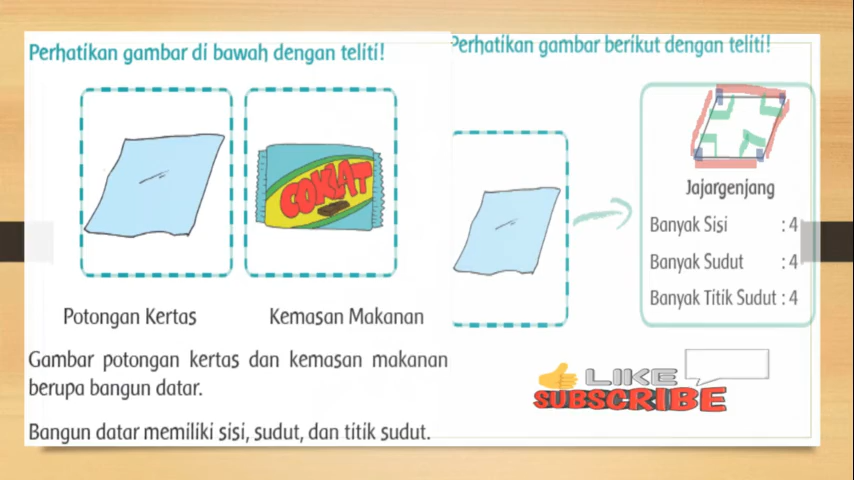 Perhatikan gambar di bawah dengan teliti!
COKLAT
Potongan Kertas
Kemasan Makanan
Gambar potongan kertas dan kemasan makanan
berupa bangun datar.
Bangun datar memiliki sisi, sudut, dan titik sudut.
Perhatikan gambar berikut dengan teliti!
Jajargenjang
Banyak Sisi : 4
Banyak Sudut : 4
Banyak Titik Sudut : 4
LIKE
SUBSCRIBE